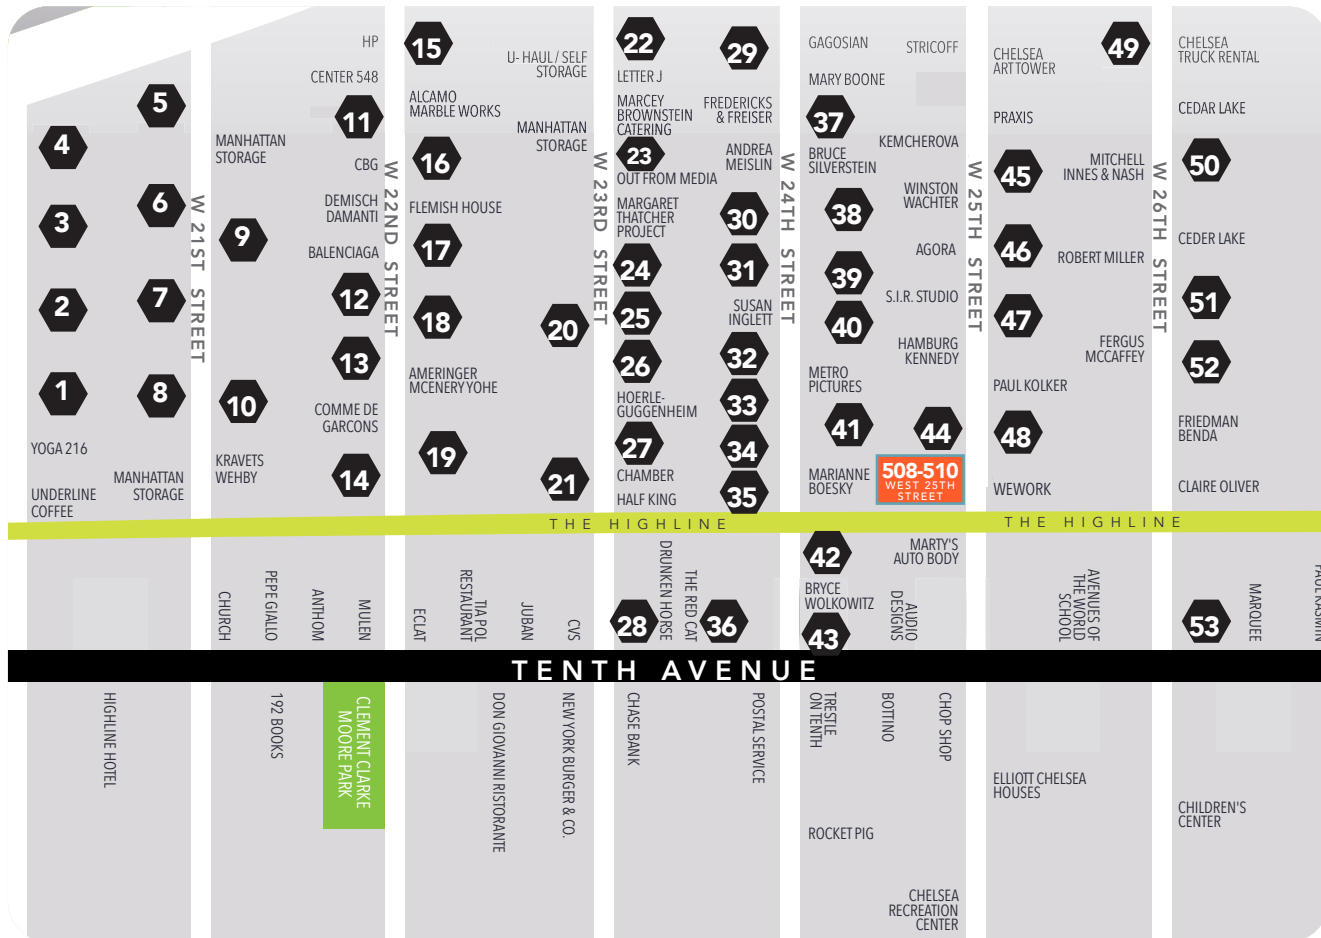 5
4
3
6
2
7
1
8
YOGA 216
MANHATTAN
STORAGE
UNDERLINE
COFFEE
W 21ST STREET
HP
CENTER 548
11
MANHATTAN
STORAGE
CBG
DEMISCH
DAMANTI
9
BALENCIAGA
12
13
10
COMME DE
GARCONS
KRAVETS
WEHBY
14
W 22ND STREET
15
U- HAUL / SELF
STORAGE
ALCAMO
MARBLE WORKS
MANHATTAN
STORAGE
16
FLEMISH HOUSE
17
18
20
AMERINGER
MCENERY YOHE
19
21
W 23RD STREET
22
29
LETTER J
MARCEY
BROWNSTEIN
CATERING
FREDERICKS
& FREISER
23
ANDREA
MEISLIN
OUT FROM MEDIA
MARGARET
THATCHER
PROJECT
30
24
31
25
SUSAN
INGLETT
26
32
HOERLE-
GUGGENHEIM
33
27
34
CHAMBER
HALF KING
35
W 24TH STREET
GAGOSIAN
STRICOFF
MARY BOONE
37
KEMCHEROVA
BRUCE
SILVERSTEIN
WINSTON
WACHTER
38
AGORA
39
S.I.R. STUDIO
40
HAMBURG
KENNEDY
METRO
PICTURES
41
44
MARIANNE
BOESKY
508-510
WEST 25TH
STREET
W 25TH STREET
49
CHELSEA
ART TOWER
PRAXIS
45
MITCHELL
INNES & NASH
46
ROBERT MILLER
47
FERGUS
MCCAFFEY
PAUL KOLKER
48
WEWORK
W 26TH STREET
CHELSEA
TRUCK RENTAL
CEDAR LAKE
50
CEDER LAKE
51
52
FRIEDMAN
BENDA
CLAIRE OLIVER
THE HIGHLINE
THE HIGHLINE
CHURCH
PEPE GIALLO
ANTHOM
MULEN
ECLAT
TIA POL
RESTAURANT
JUBAN
CVS
28
DRUNKEN HORSE
THE RED CAT
36
42
BRYCE
WOLKOWITZ
43
MARTY'S
AUTO BODY
AUDIO
DESIGNS
AVENUES OF
THE WORLD
SCHOOL
53
MARQUEE
PAUL KASMIN
TENTH AVENUE
HIGHLINE HOTEL
192 BOOKS
CLEMENT CLARKE
MOORE PARK
DON GIOVANNI RISTORANTE
NEW YORK BURGER & CO.
CHASE BANK
POSTAL SERVICE
TRESTLE
ON TENTH
BOTTINO
CHOP SHOP
ROCKET PIG
CHELSEA
RECREATION
CENTER
ELLIOTT CHELSEA
HOUSES
CHILDREN'S
CENTER